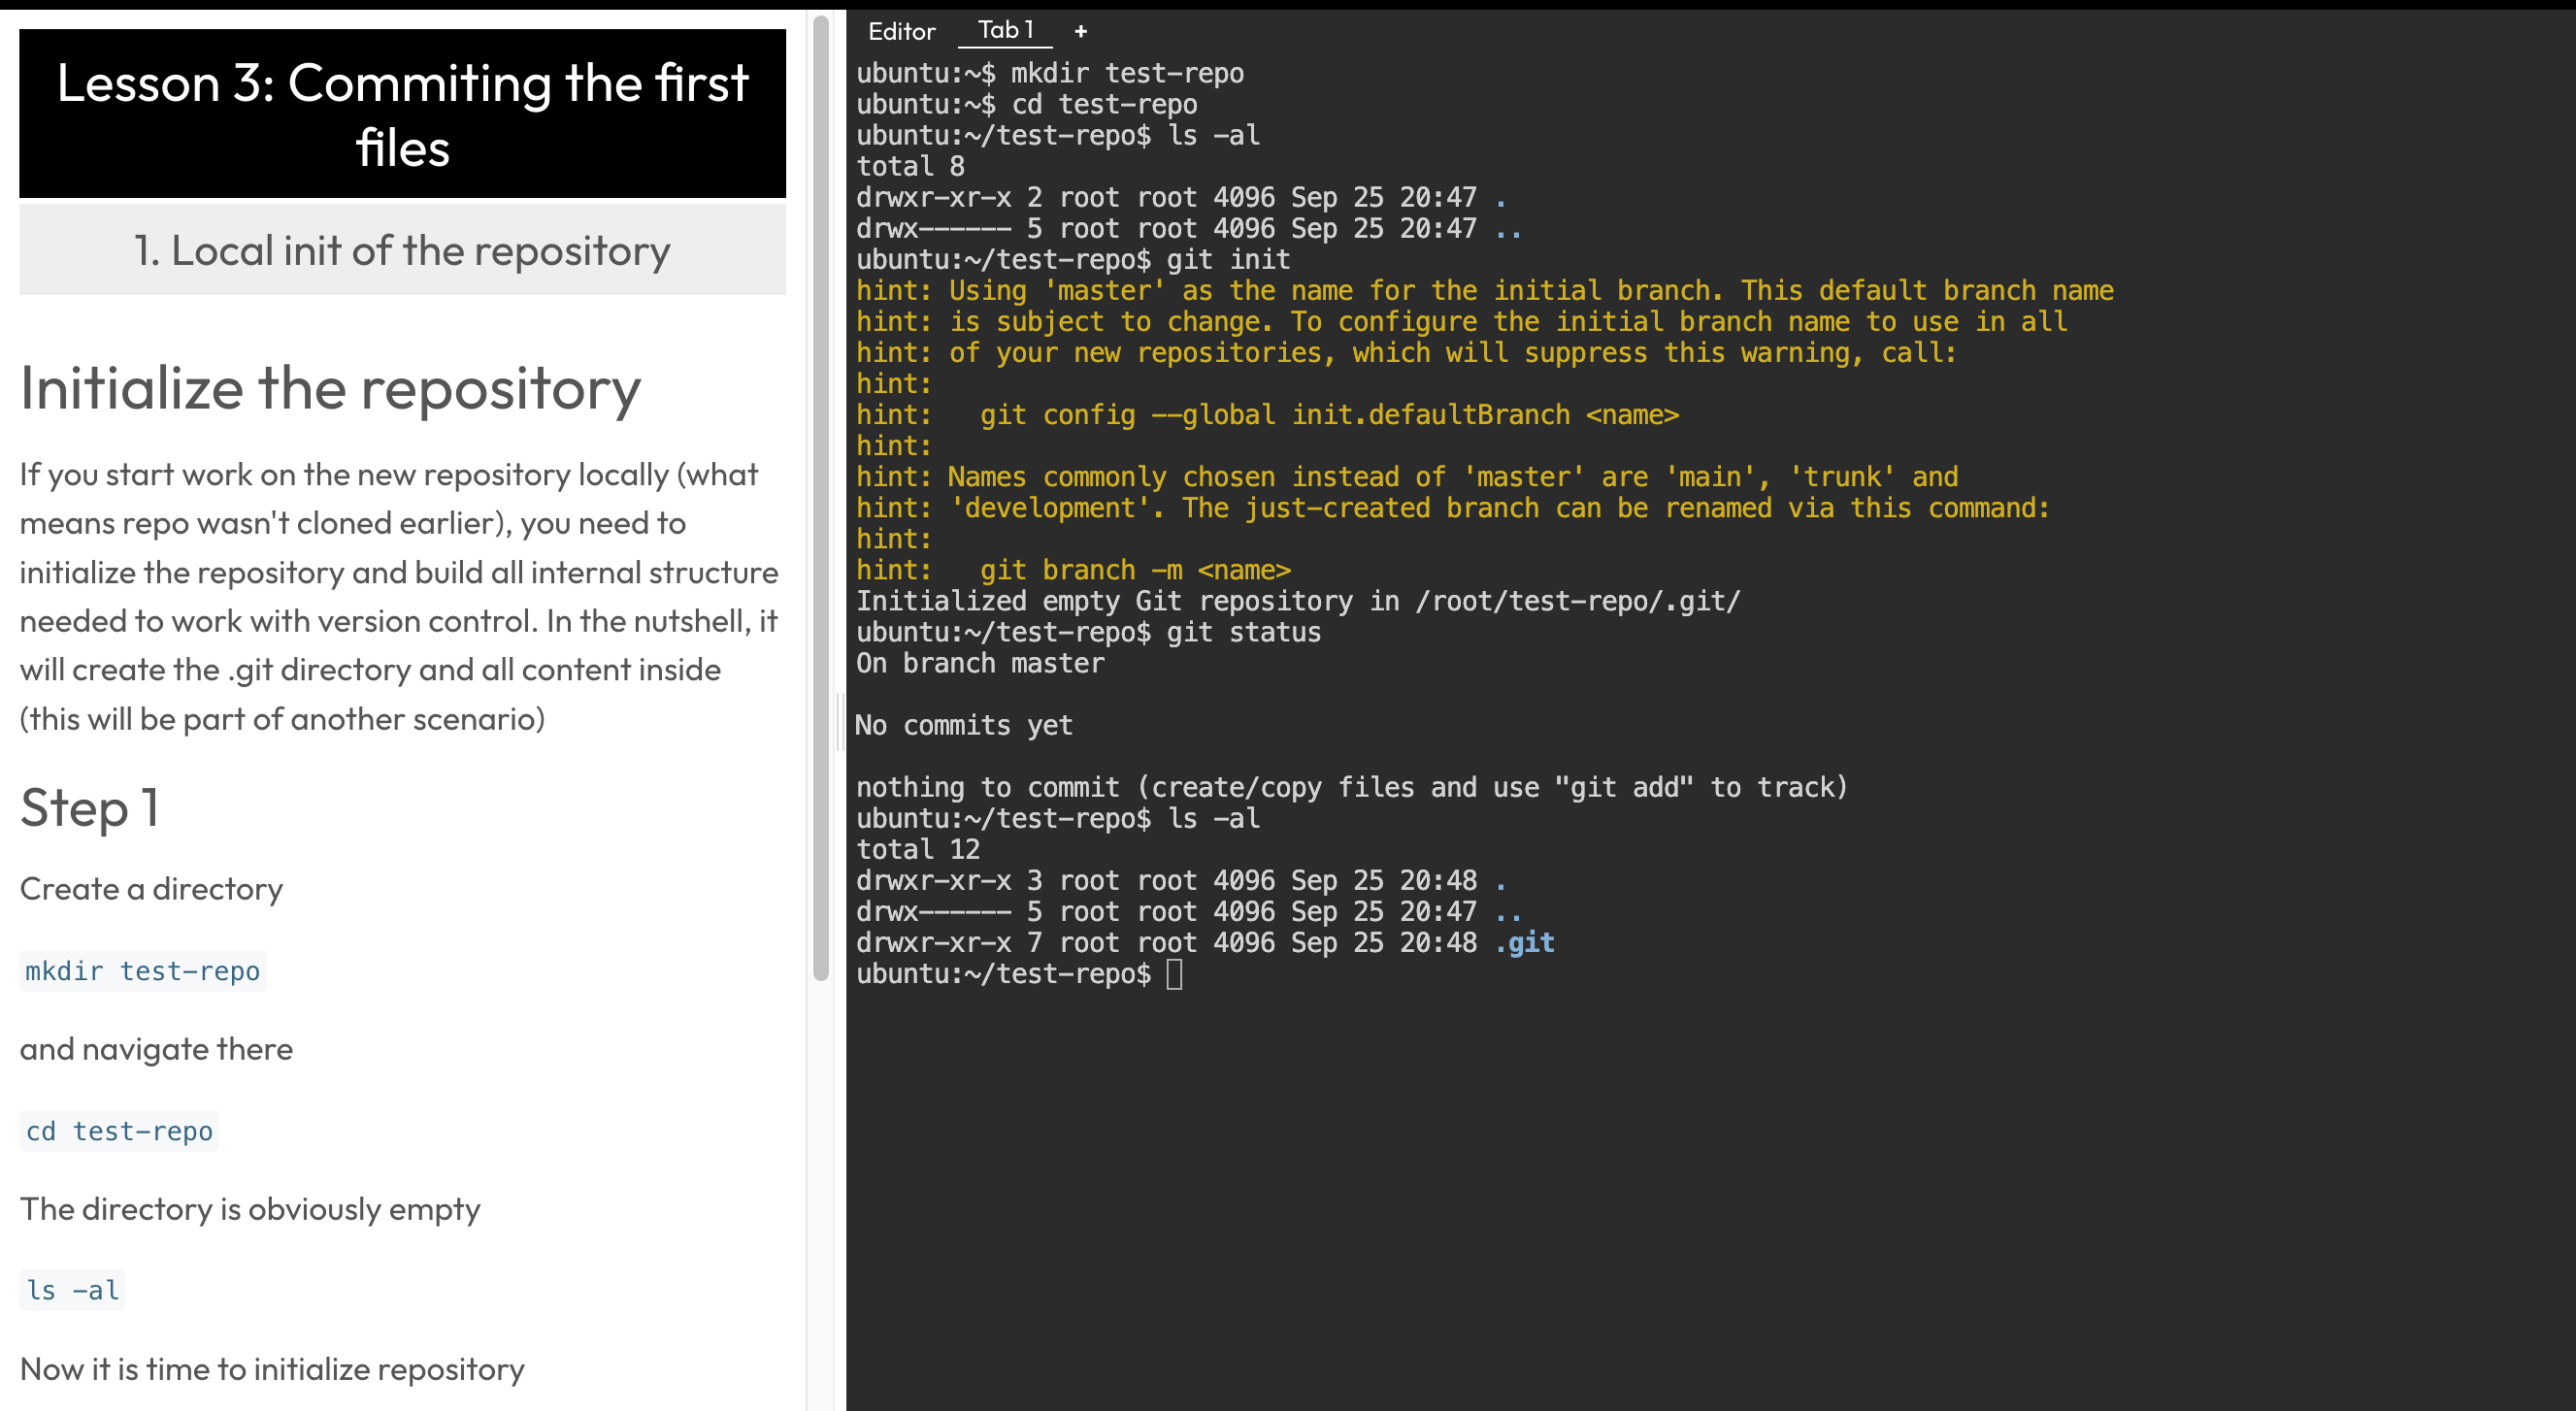 Lesson 3: Commiting the first
files
1. Local init of the repository
Initialize the repository
If you start work on the new repository locally (what
means repo wasn't cloned earlier), you need to
initialize the repository and build all internal structure
needed to work with version control. In the nutshell, it
will create the .git directory and all content inside
(this will be part of another scenario)
Step 1
Create a directory
mkdir test-repo
and navigate there
cd test-repo
The directory is obviously empty
ls -al
Now it is time to initialize repository
Editor Tab 1 +
ubuntu:~$ mkdir test-repo
ubuntu:~$ cd test-repo
ubuntu:~/test-repo$ ls -al
total 8
drwxr-xr-x 2 root root 4096 Sep 25 20:47 .
drwx------ 5 root root 4096 Sep 25 20:47 ..
ubuntu:~/test-repo$ git init
hint: Using 'master' as the name for the initial branch. This default branch name
hint: is subject to change. To configure the initial branch name to use in all
hint: of your new repositories, which will suppress this warning, call:
hint:
hint:   git config --global init.defaultBranch <name>
hint:
hint: Names commonly chosen instead of 'master' are 'main', 'trunk' and
hint: 'development'. The just-created branch can be renamed via this command:
hint:
hint:   git branch -m <name>
Initialized empty Git repository in /root/test-repo/.git/
ubuntu:~/test-repo$ git status
On branch master
No commits yet
nothing to commit (create/copy files and use "git add" to track)
ubuntu:~/test-repo$ ls -al
total 12
drwxr-xr-x 3 root root 4096 Sep 25 20:48 .
drwx------ 5 root root 4096 Sep 25 20:47 ..
drwxr-xr-x 7 root root 4096 Sep 25 20:48 .git
ubuntu:~/test-repo$